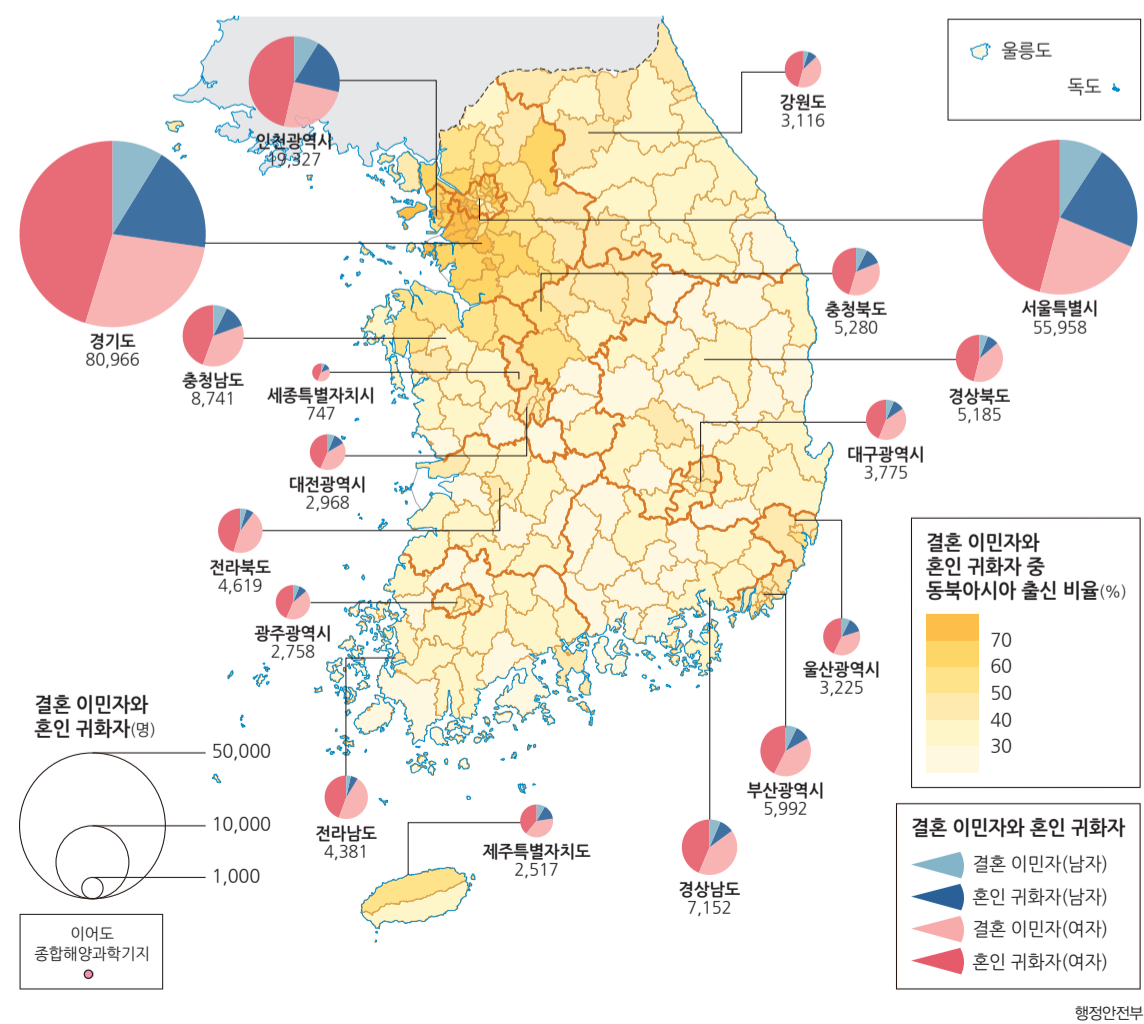 울릉도
독도
인천광역시
19,327
강원도
3,116
경기도
80,966
서울특별시
55,958
충청북도
5,280
충청남도
8,741
세종특별자치시
747
경상북도
5,185
대전광역시
2,968
대구광역시
3,775
전라북도
4,619
광주광역시
2,758
울산광역시
3,225
부산광역시
5,992
전라남도
4,381
제주특별자치도
2,517
경상남도
7,152
결혼 이민자와
혼인 귀화자(명)
50,000
10,000
1,000
이어도
종합해양과학기지
결혼 이민자와
혼인 귀화자 중
동북아시아 출신 비율(%)
70
60
50
40
30
결혼 이민자와 혼인 귀화자
결혼 이민자(남자)
혼인 귀화자(남자)
결혼 이민자(여자)
혼인 귀화자(여자)
행정안전부